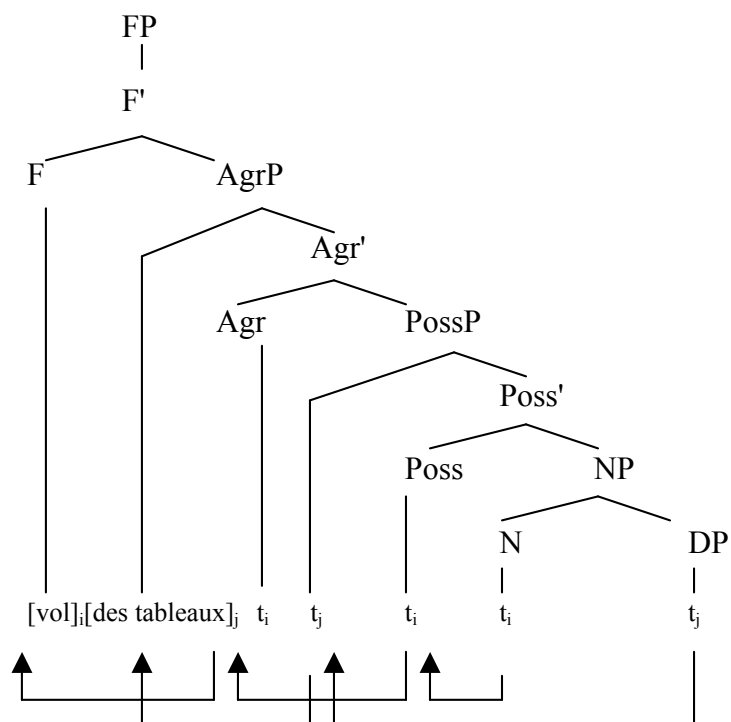 FP
F'
F AgrP
Agr'
Agr PossP
Poss'
Poss NP
N DP
[vol]i[des tableaux]j ti tj ti ti tj